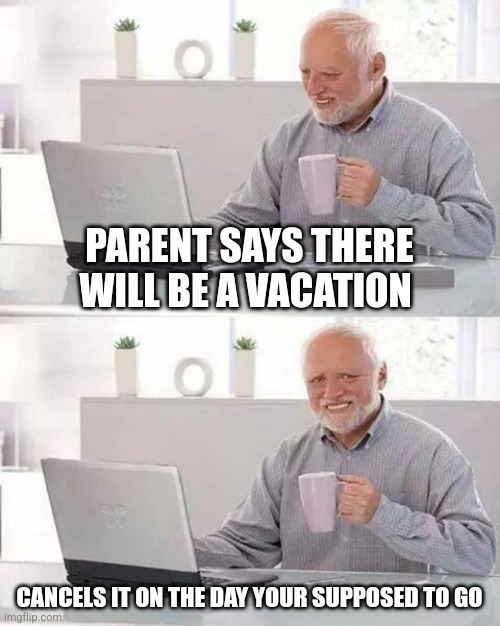 PARENT SAYS THERE
WILL BE A VACATION
CANCELS IT ON THE DAY YOUR SUPPOSED TO GO
imgflip.com